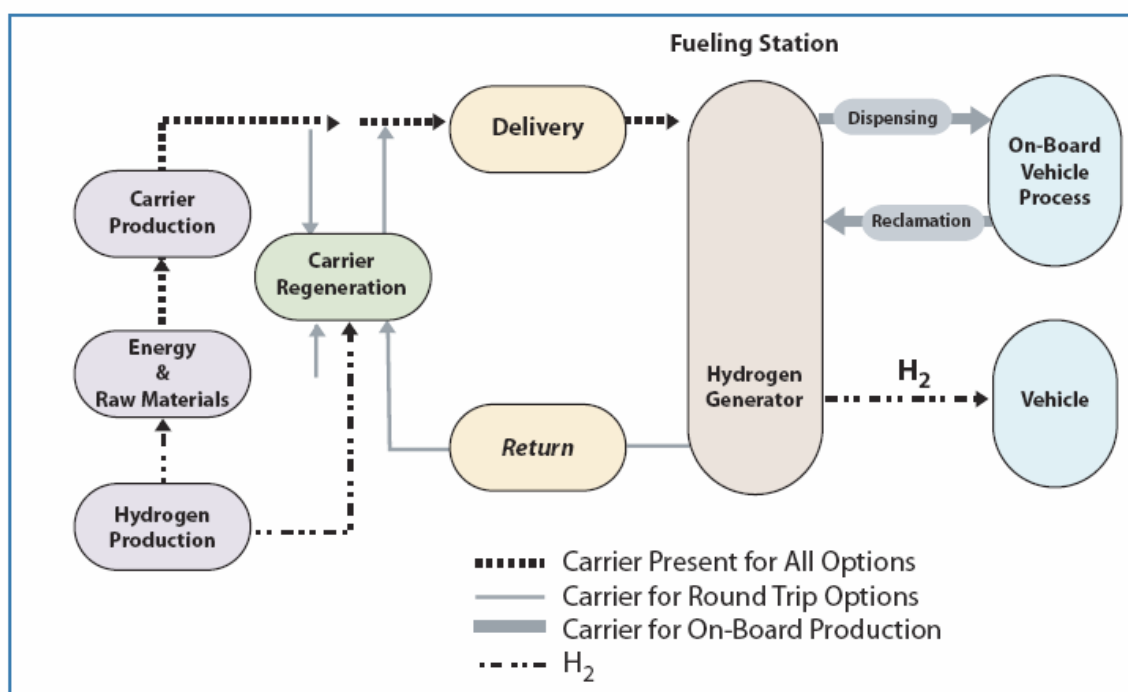 Fueling Station
Delivery
Dispensing
On-Board
Vehicle
Process
Reclamation
Carrier
Production
Carrier
Regeneration
Energy
&
Raw Materials
Hydrogen
Generator
H₂
Vehicle
Return
Hydrogen
Production
Carrier Present for All Options
Carrier for Round Trip Options
Carrier for On-Board Production
H₂